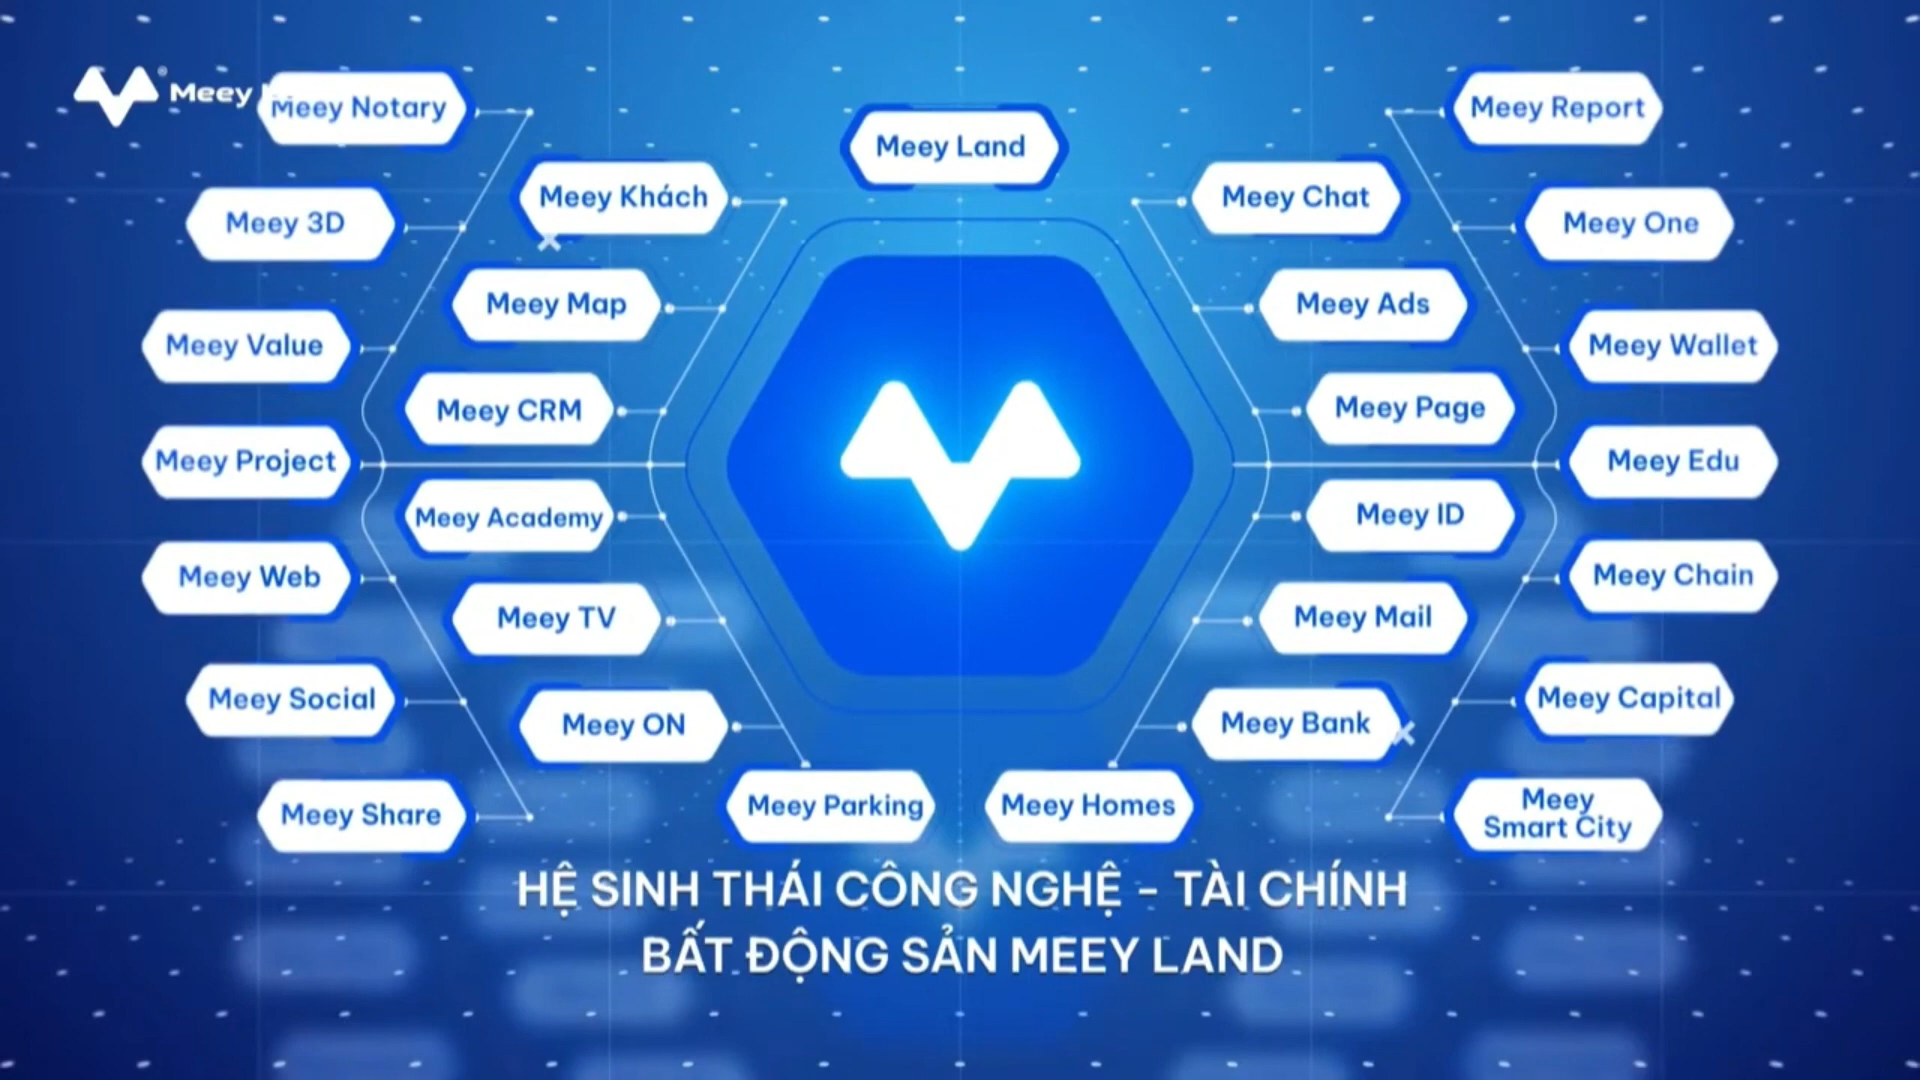 Meey
Meey Notary
Meey Report
Meey Land
Meey Khách
Meey Chat
Meey 3D
Meey One
Meey Map
Meey Ads
Meey Value
Meey Wallet
Meey CRM
Meey Page
Meey Project
Meey Edu
Meey Academy
Meey ID
Meey Web
Meey Chain
Meey TV
Meey Mail
Meey Social
Meey Capital
Meey ON
Meey Bank
Meey Share
Meey Parking
Meey Homes
Meey
Smart City
HỆ SINH THÁI CÔNG NGHỆ - TÀI CHÍNH
BẤT ĐỘNG SẢN MEEY LAND